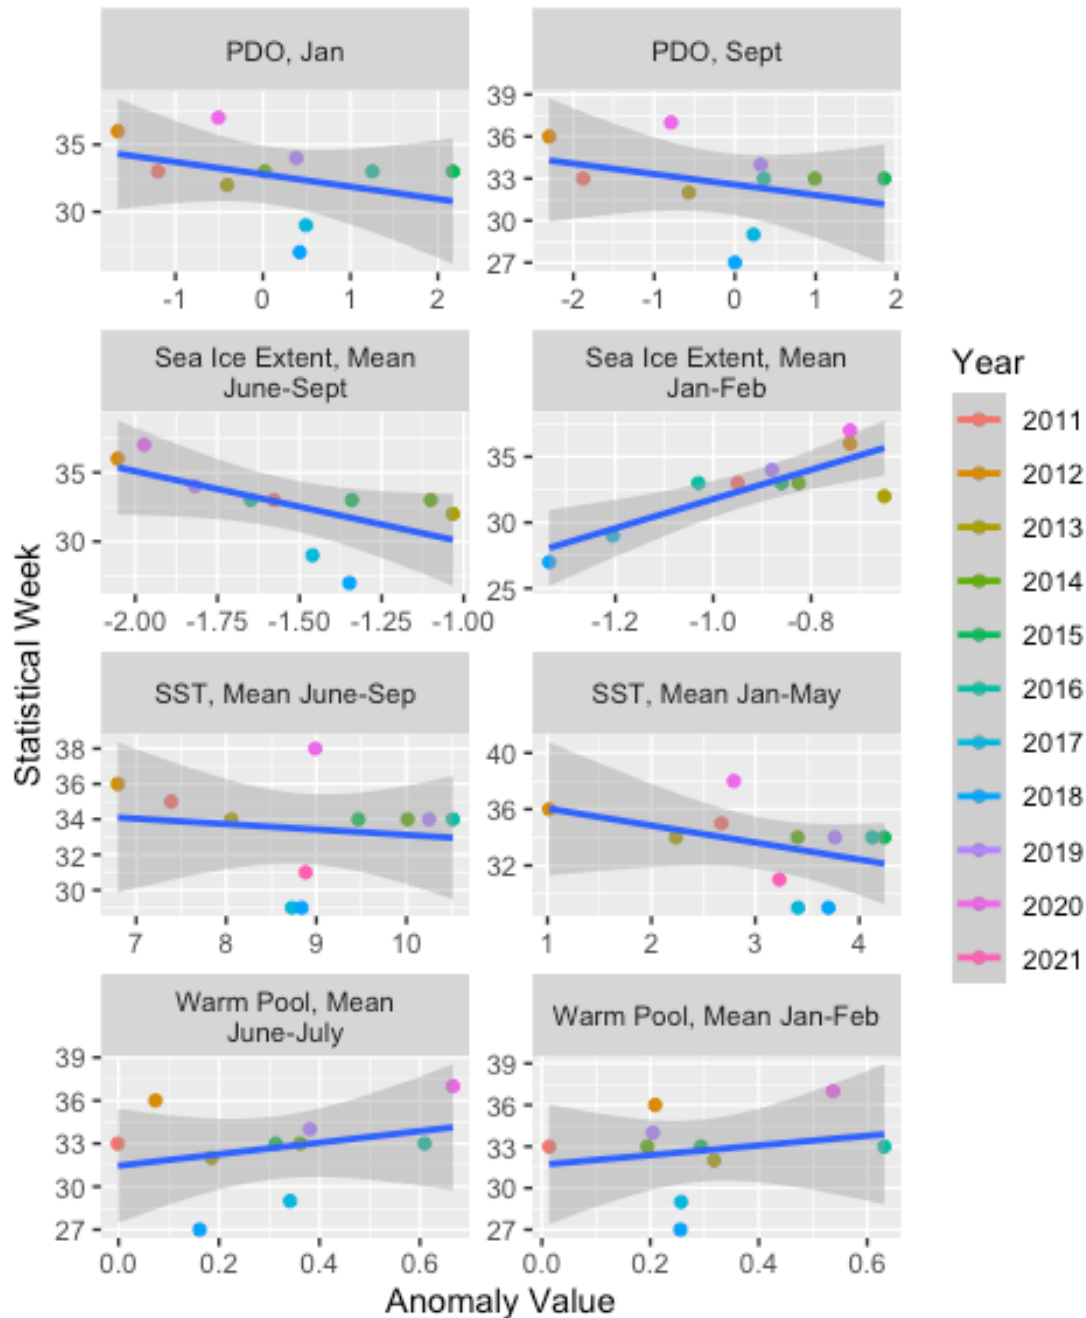 PDO, Jan
PDO, Sept
35
30
-1 0 1 2
39
36
33
30
27
-2 -1 0 1 2
Sea Ice Extent, Mean
June-Sept
Sea Ice Extent, Mean
Jan-Feb
35
30
-2.00 -1.75 -1.50 -1.25 -1.00
35
30
25
-1.2 -1.0 -0.8
SST, Mean June-Sep
SST, Mean Jan-May
38
36
34
32
30
7 8 9 10
40
36
32
1 2 3 4
Warm Pool, Mean
June-July
Warm Pool, Mean Jan-Feb
39
36
33
30
27
0.0 0.2 0.4 0.6
39
36
33
30
27
0.0 0.2 0.4 0.6
Statistical Week
Anomaly Value
Year
2011
2012
2013
2014
2015
2016
2017
2018
2019
2020
2021